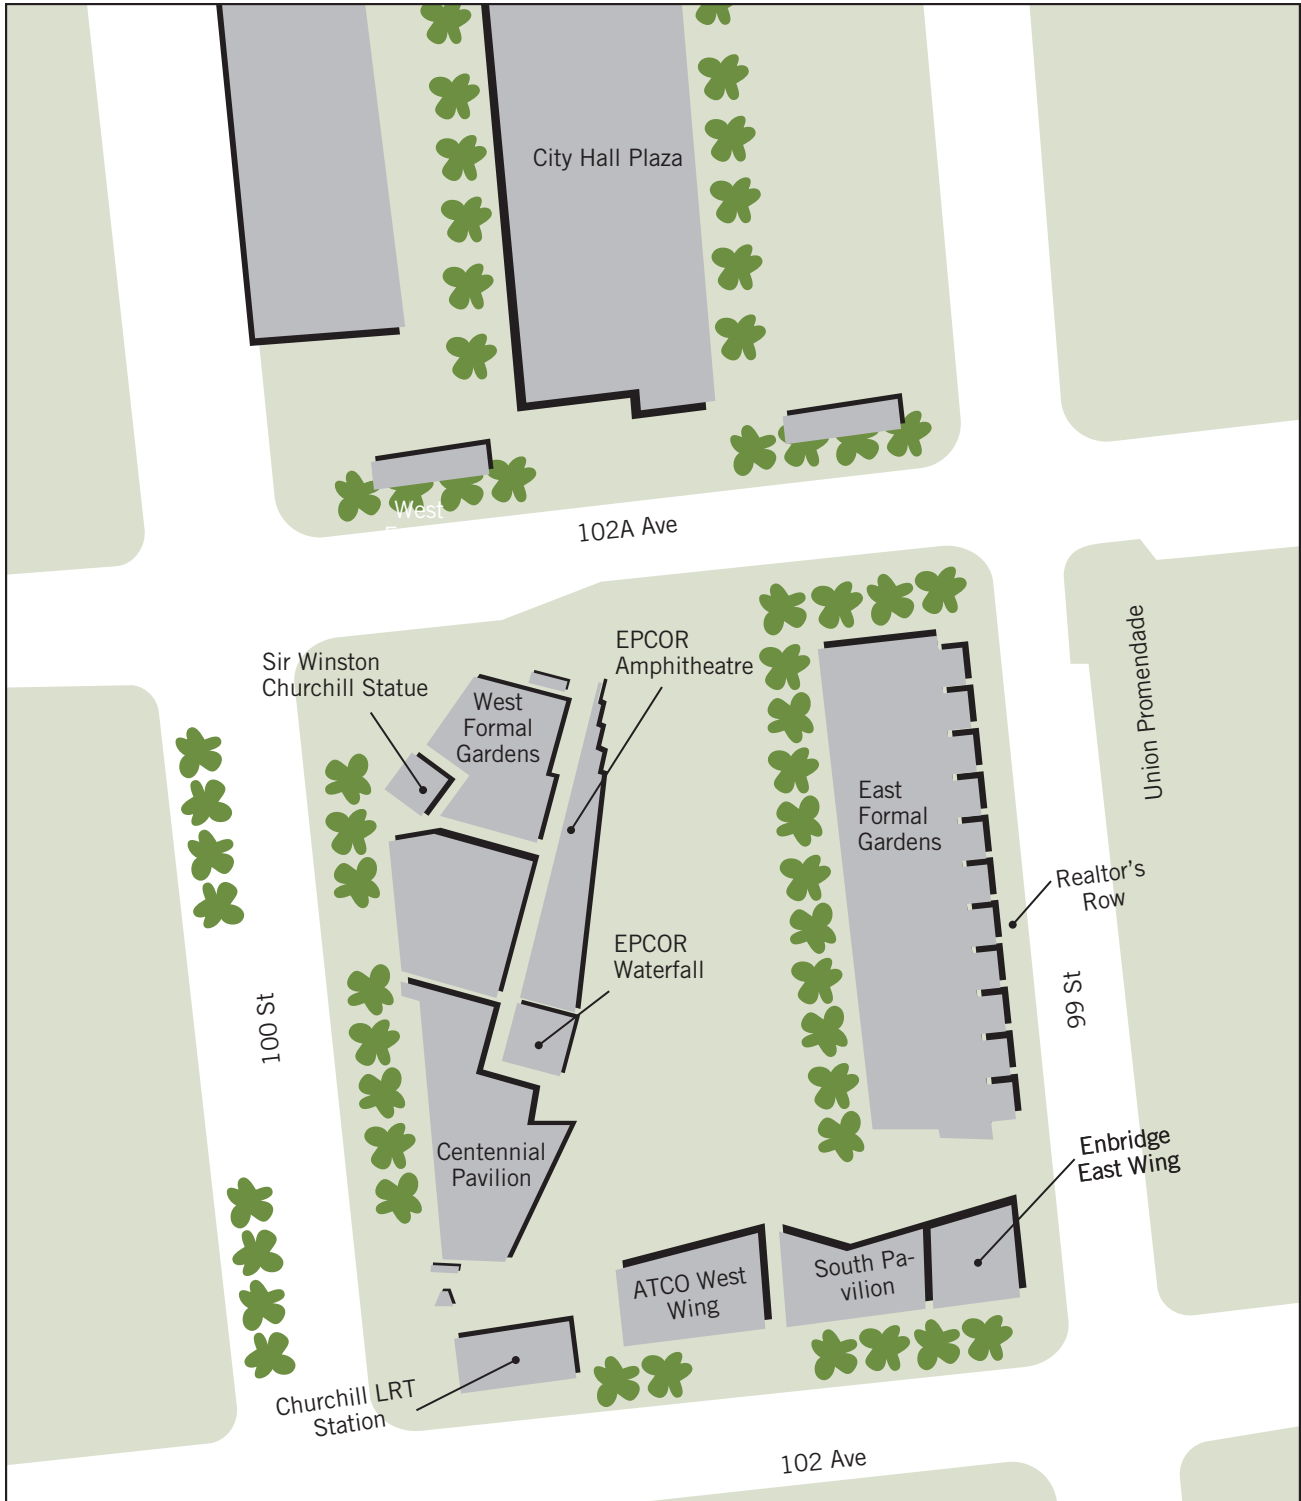 City Hall Plaza
West
102A Ave
EPCOR
Amphitheatre
Sir Winston
Churchill Statue
West
Formal
Gardens
Union Promendade
East
Formal
Gardens
Realtor's
Row
EPCOR
Waterfall
100 St
99 St
Enbridge
East Wing
Centennial
Pavilion
South Pa-
vilion
ATCO West
Wing
Churchill LRT
Station
102 Ave